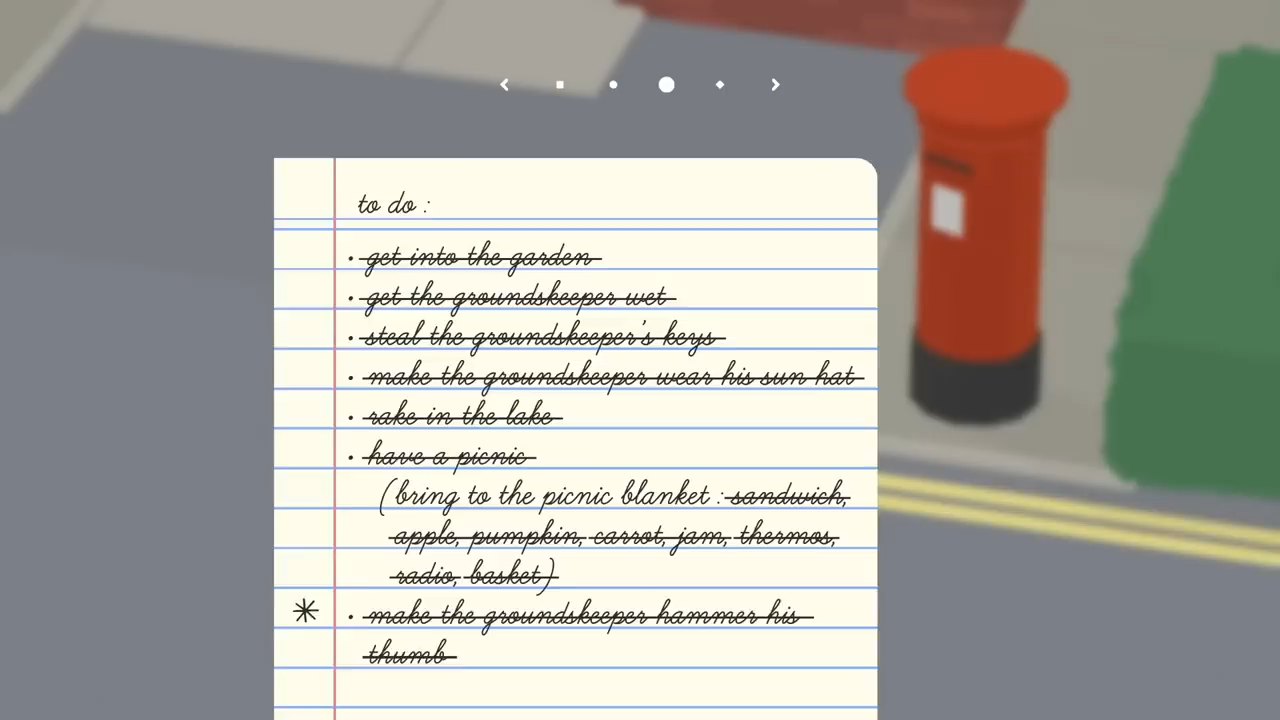 to do :
• get into the garden
• get the groundskeeper wet
• steal the groundskeeper's keys
• make the groundskeeper wear his sun hat
• rake in the lake
• have a picnic
(bring to the picnic blanket : sandwich,
apple, pumpkin, carrot, jam, thermos,
radio, basket)
• make the groundskeeper hammer his
thumb